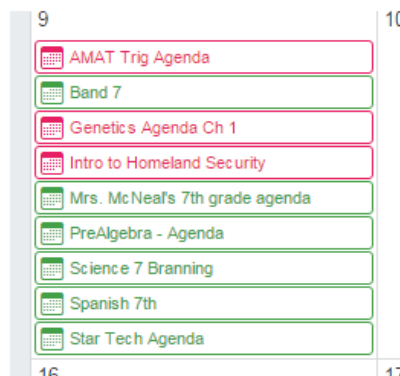 9
10
AMAT Trig Agenda
Band 7
Genetics Agenda Ch 1
Intro to Homeland Security
Mrs. McNeal's 7th grade agenda
PreAlgebra - Agenda
Science 7 Branning
Spanish 7th
Star Tech Agenda
16
17